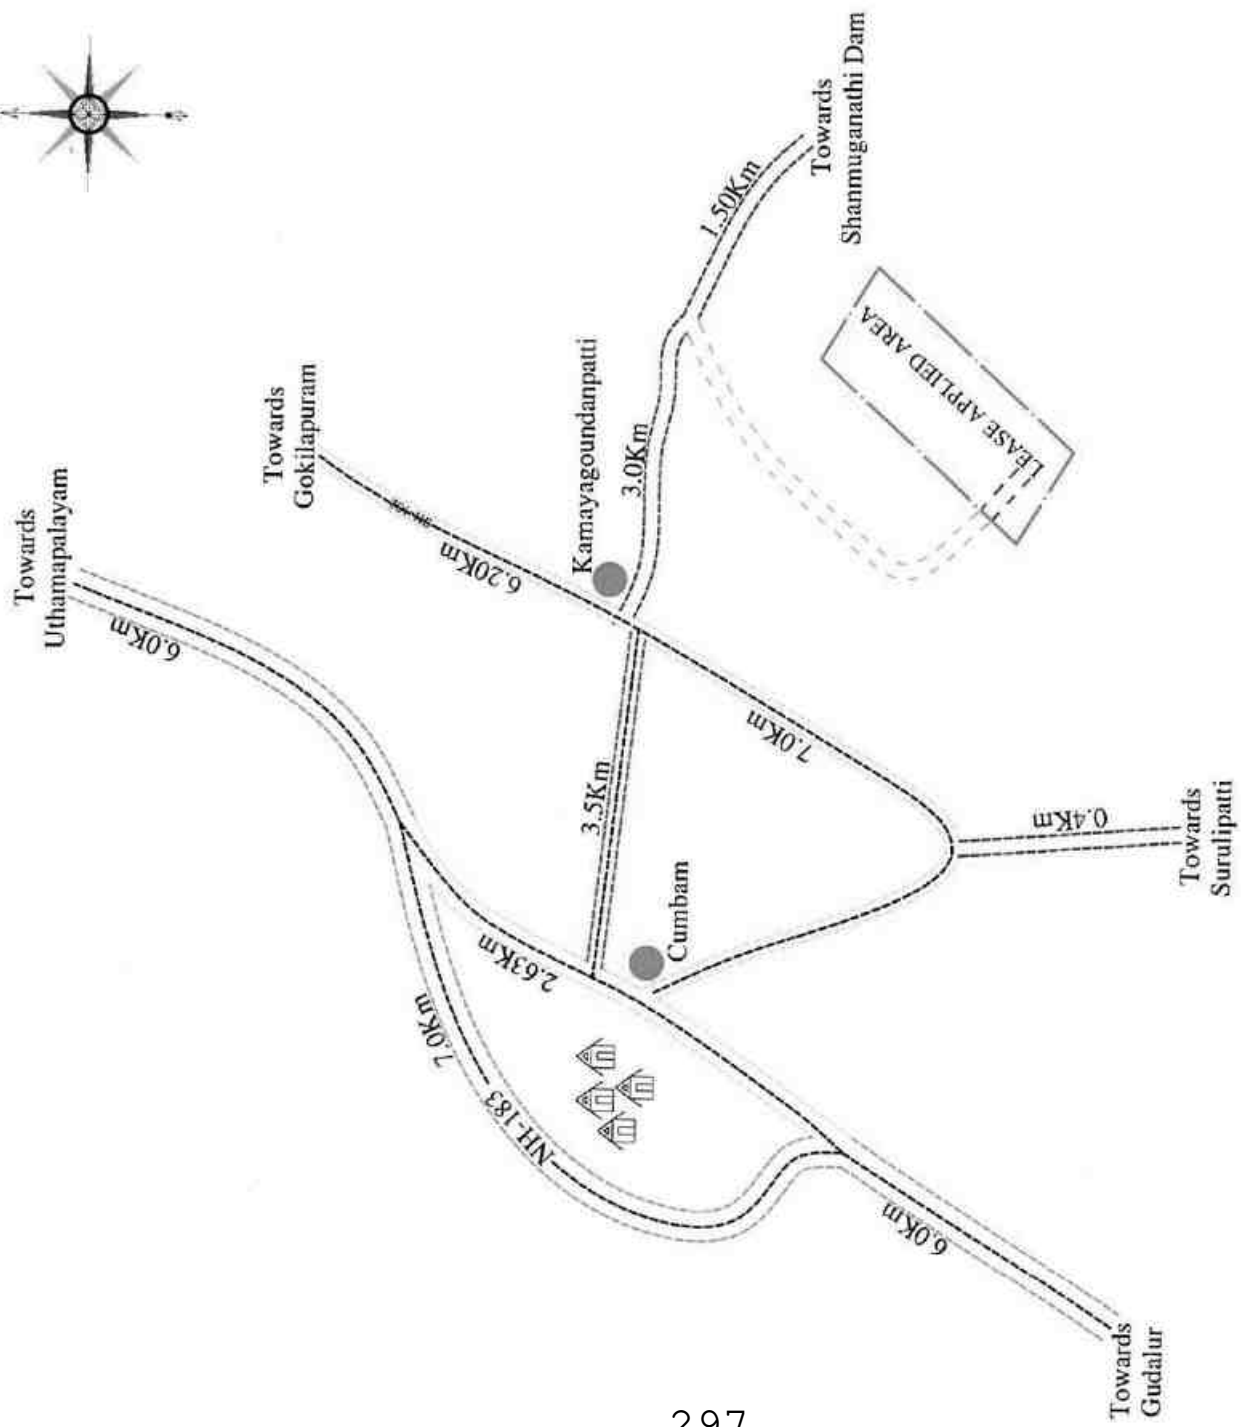 Towards
Uthamapalayam
6.0Km
Towards
Gokilapuram
6.20Km
Kamayagoundanpatti
3.0Km
1.50Km
Towards
Shanmuganathi Dam
LEASE APPLIED AREA
3.5Km
7.0Km
2.63Km
Cumbam
7.0Km
NH-183
0.4Km
Towards
Surulipatti
6.0Km
Towards
Gudalur
297